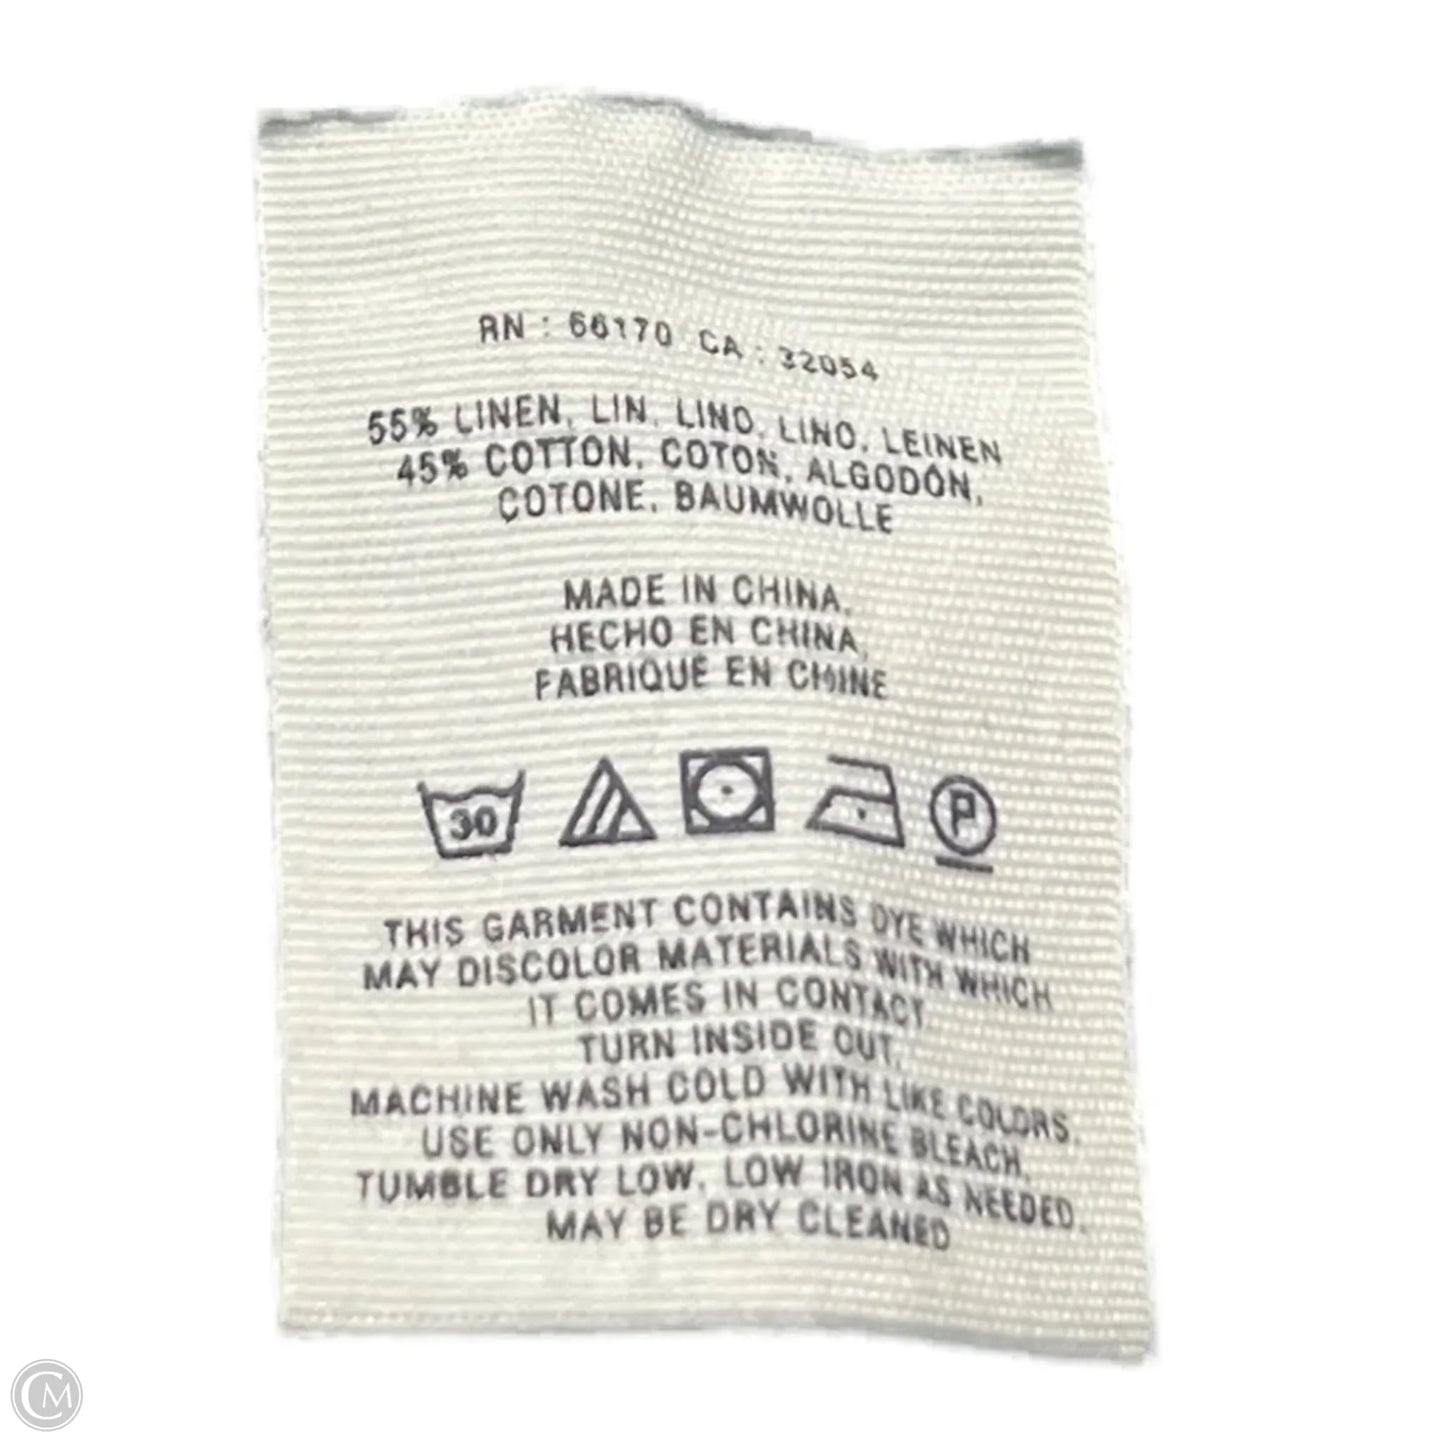 RN : 66170 CA : 32054
55% LINEN, LIN, LINO, LINO, LEINEN
45% COTTON, COTON, ALGODÓN,
COTONE, BAUMWOLLE
MADE IN CHINA,
HECHO EN CHINA,
FABRIQUÉ EN CHINE
30 P
THIS GARMENT CONTAINS DYE WHICH
MAY DISCOLOR MATERIALS WITH WHICH
IT COMES IN CONTACT.
TURN INSIDE OUT,
MACHINE WASH COLD WITH LIKE COLORS.
USE ONLY NON-CHLORINE BLEACH,
TUMBLE DRY LOW, LOW IRON AS NEEDED.
MAY BE DRY CLEANED
CM